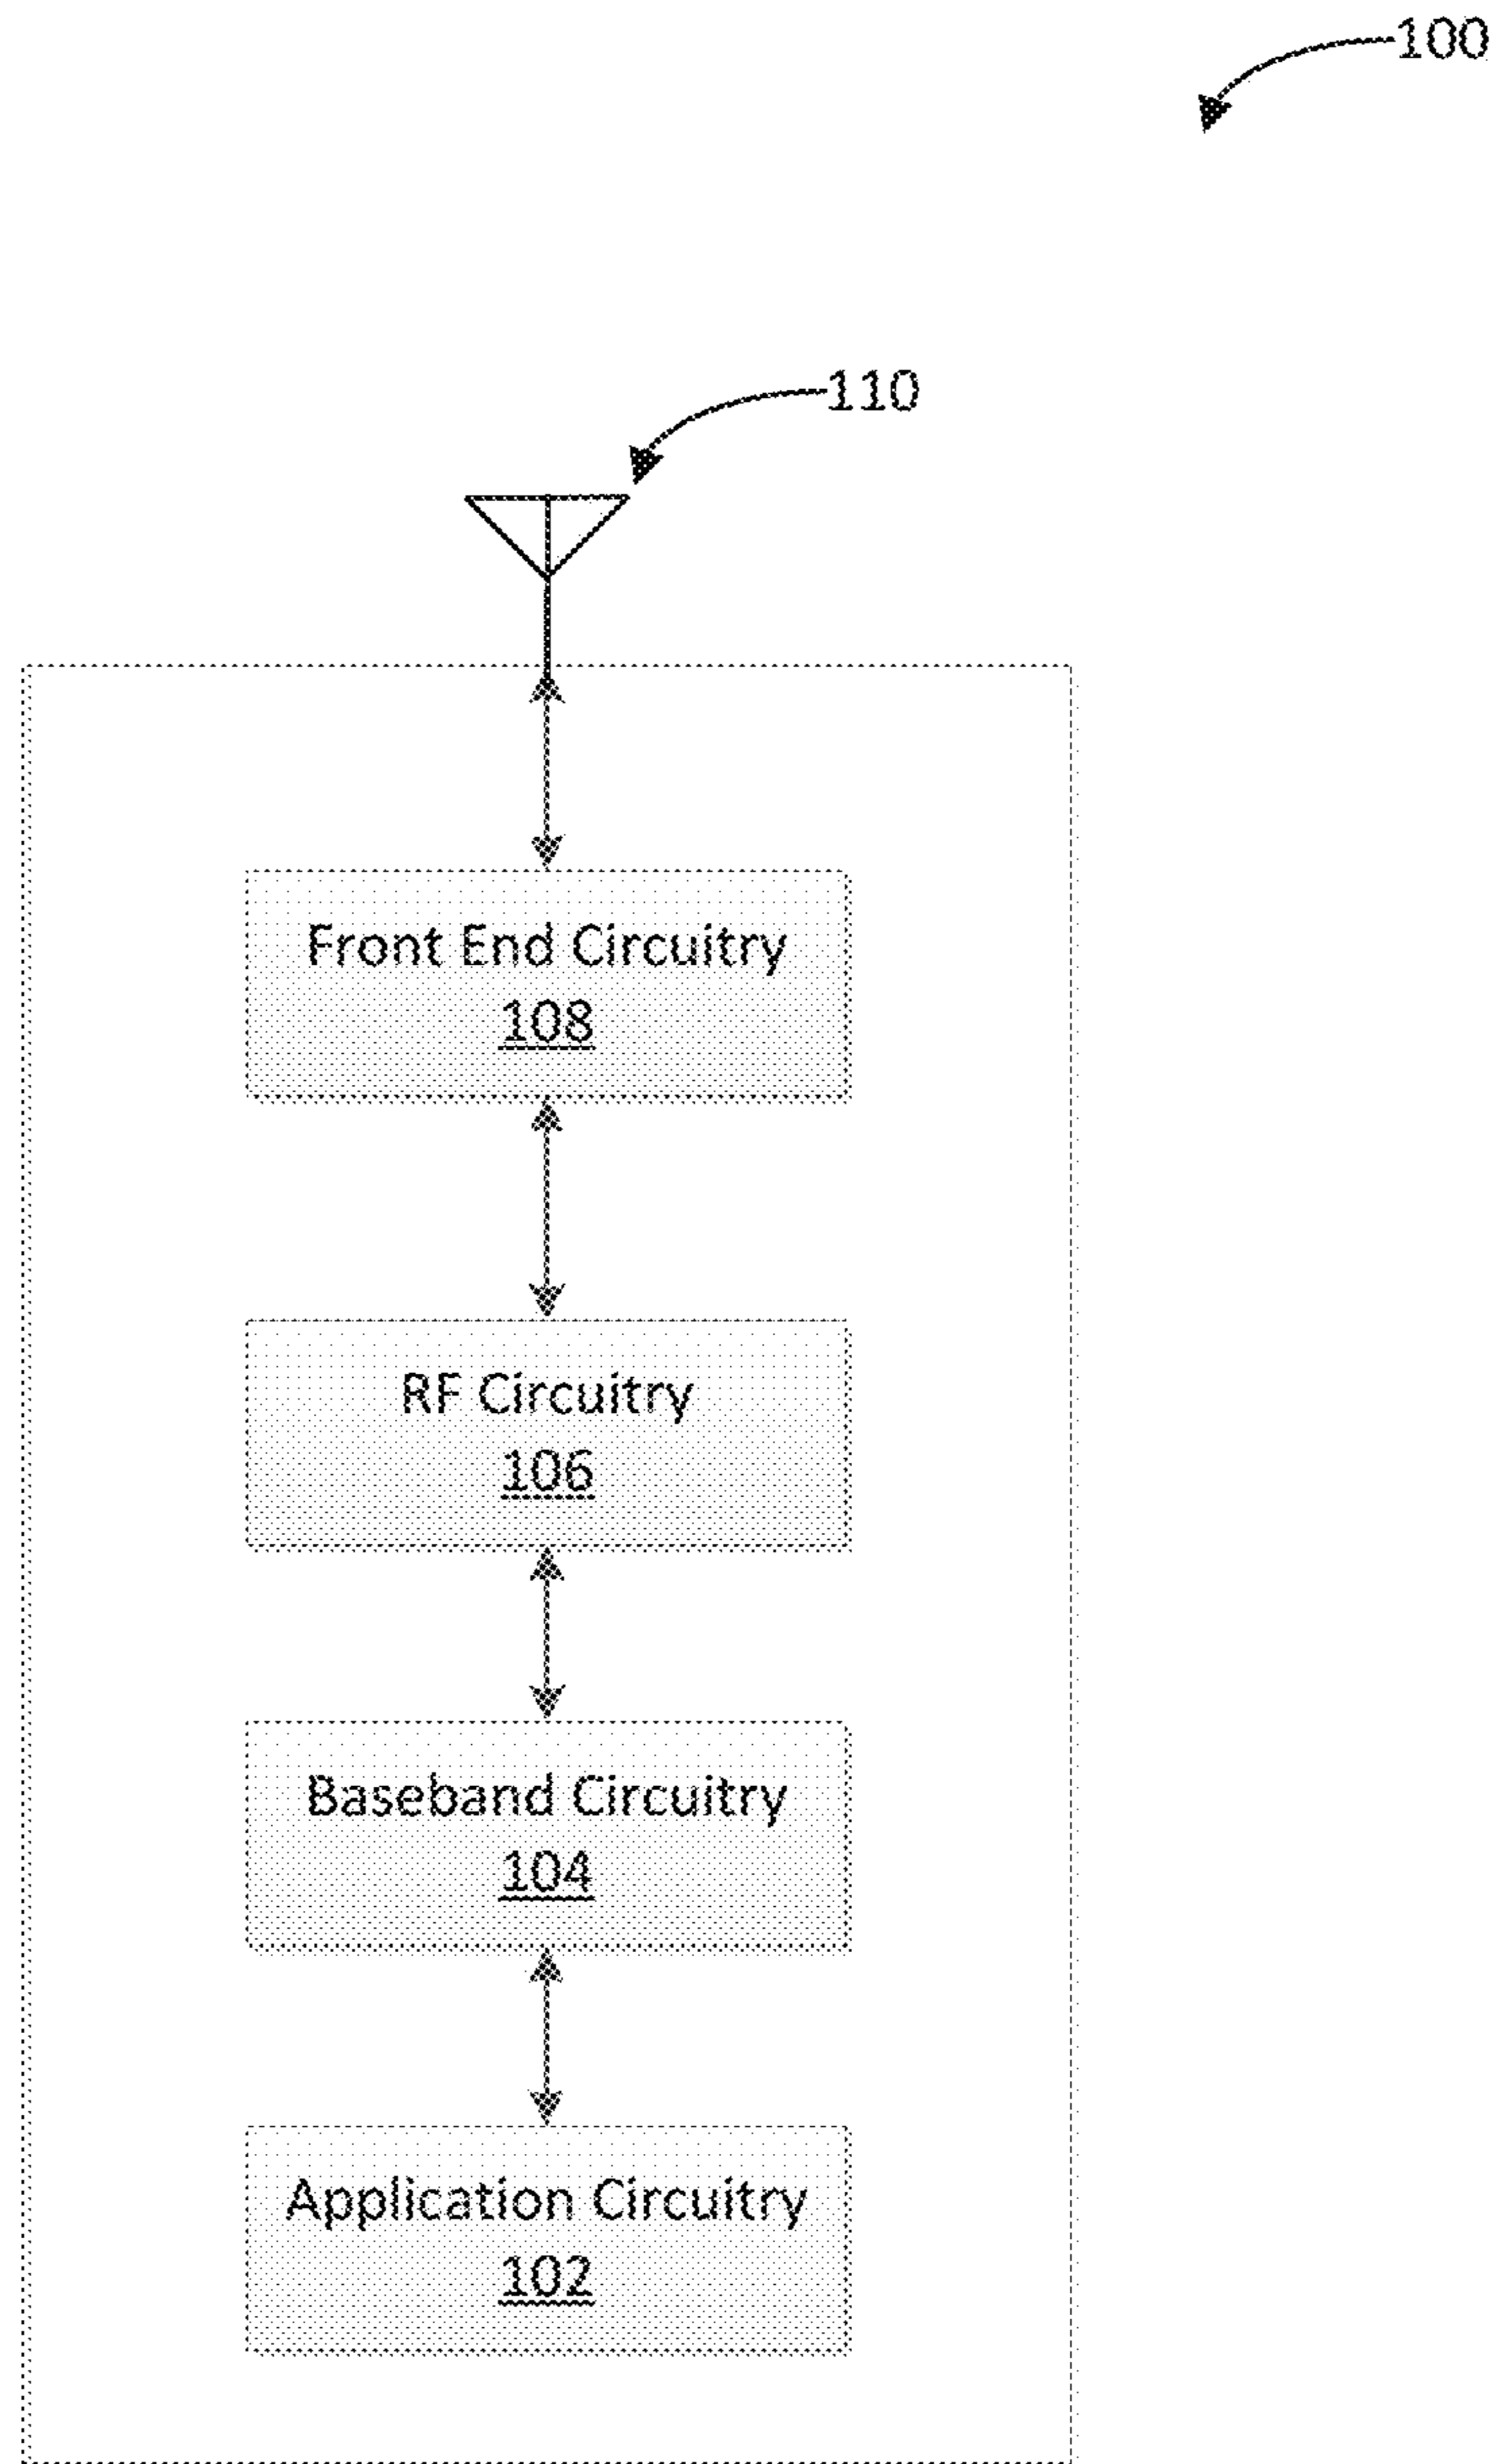 100
110
Front End Circuitry
108
RF Circuitry
106
Baseband Circuitry
104
Application Circuitry
102